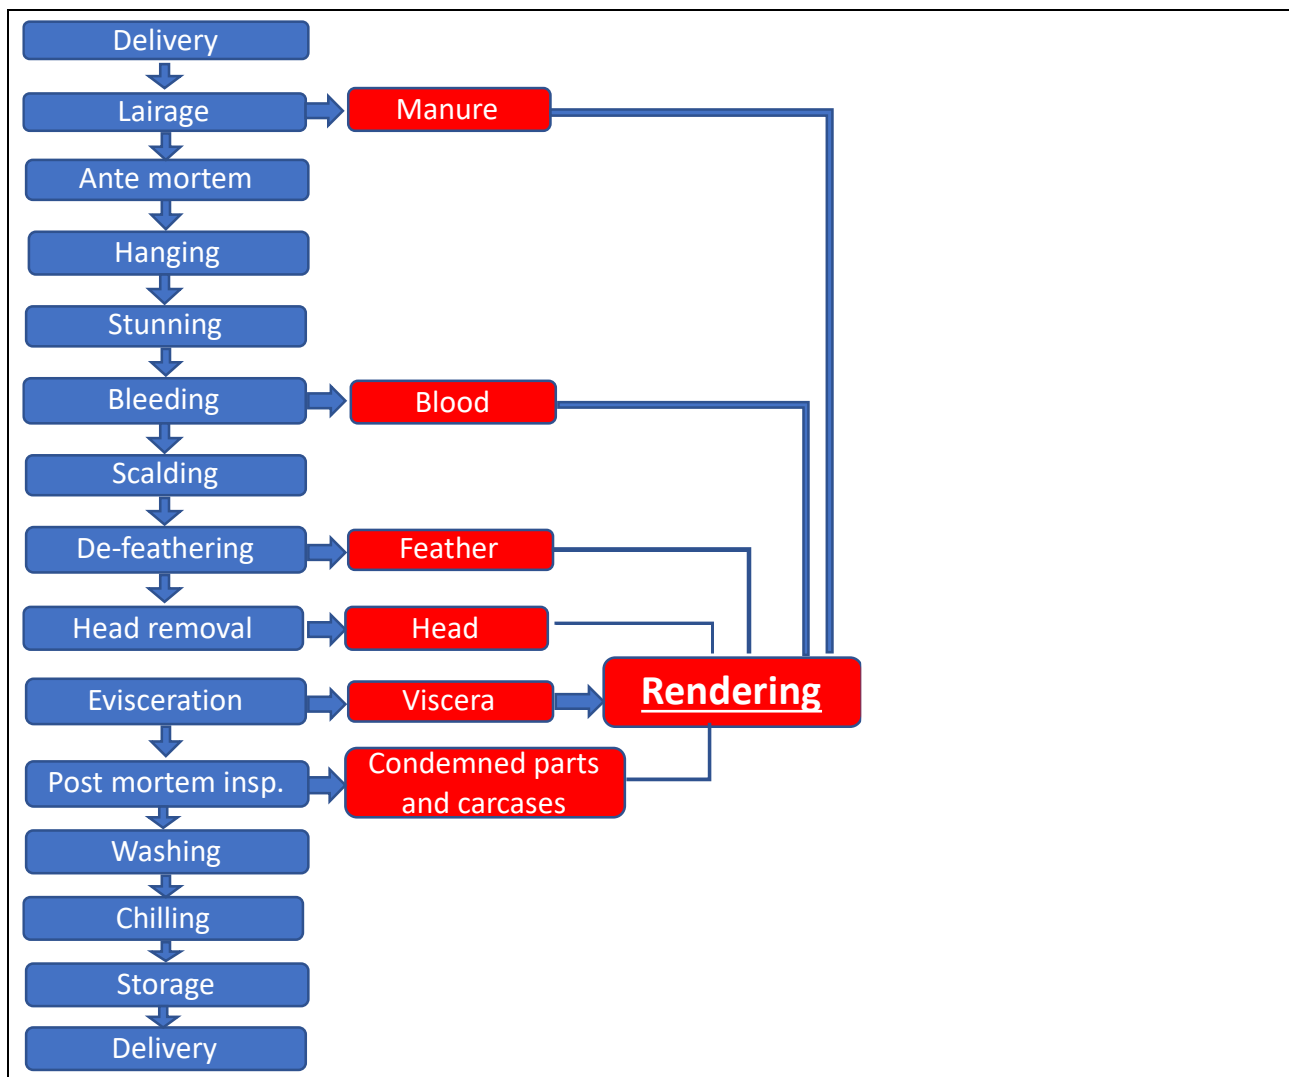 Delivery
Lairage
Manure
Ante mortem
Hanging
Stunning
Bleeding
Blood
Scalding
De-feathering
Feather
Head removal
Head
Evisceration
Viscera
Rendering
Post mortem insp.
Condemned parts
and carcases
Washing
Chilling
Storage
Delivery